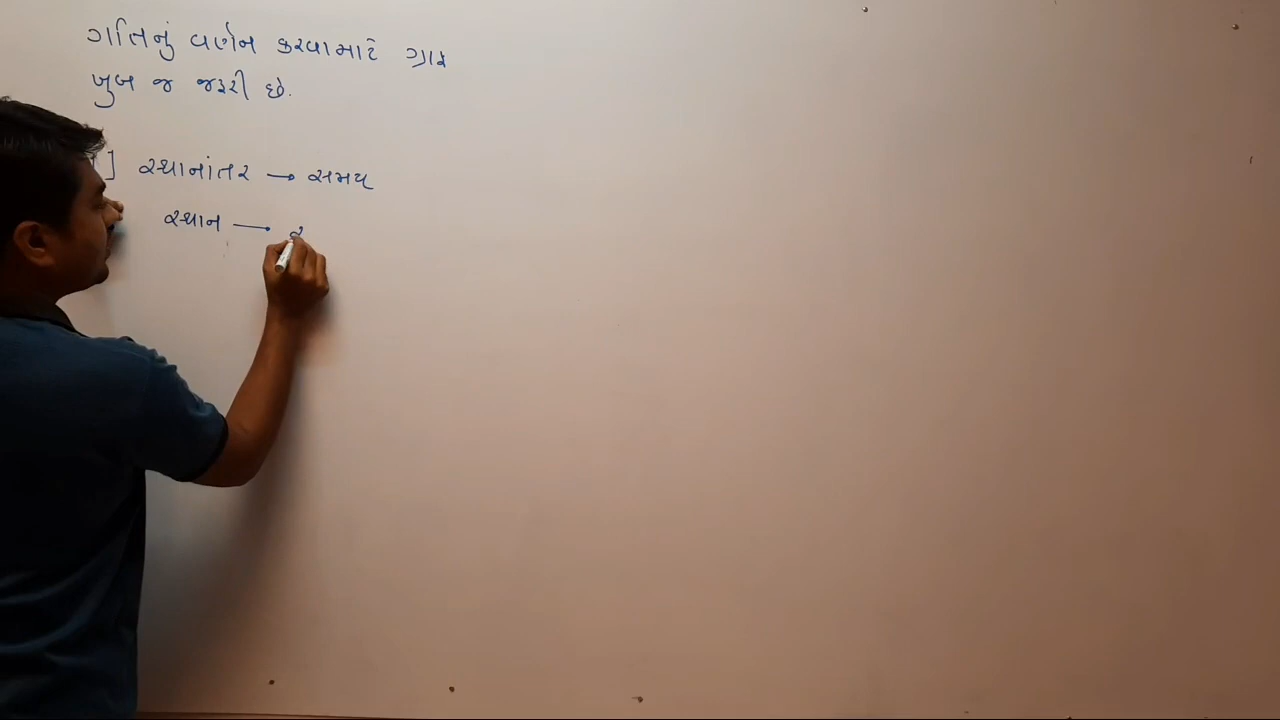 ગતિનું વર્ણન કરવા માટે ગ્રાફ
ખુબ જ જરૂરી છે.
] સ્થાનાંતર → સમય
સ્થાન →